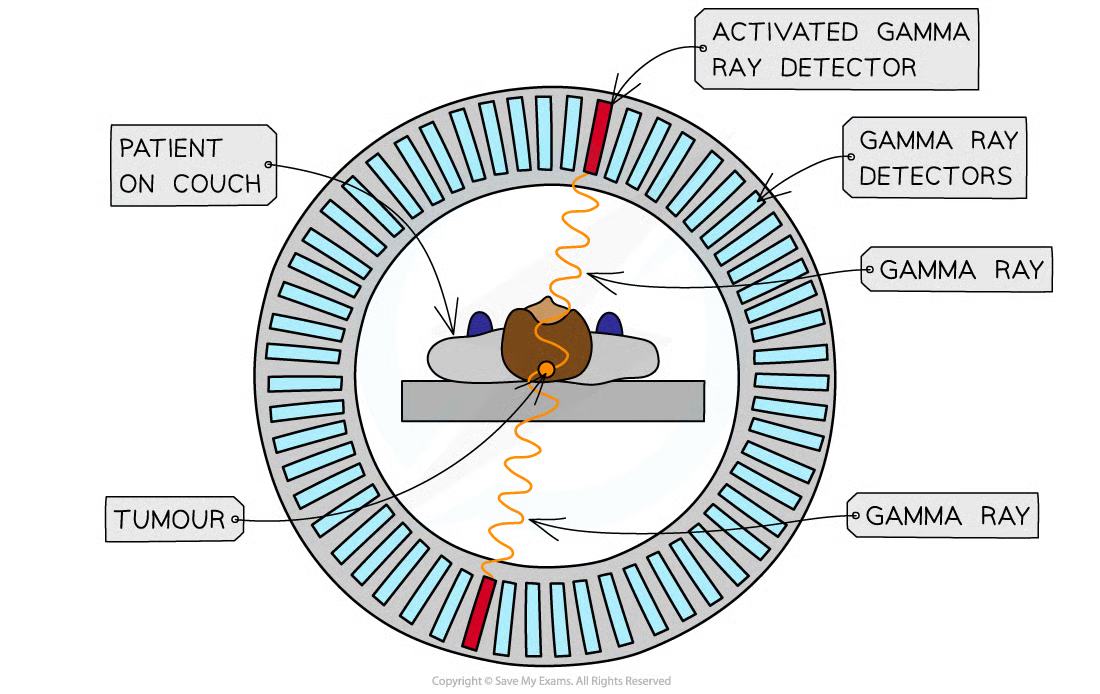 ACTIVATED GAMMA
RAY DETECTOR
PATIENT
ON COUCH
GAMMA RAY
DETECTORS
GAMMA RAY
TUMOUR
GAMMA RAY
Copyright © Save My Exams. All Rights Reserved